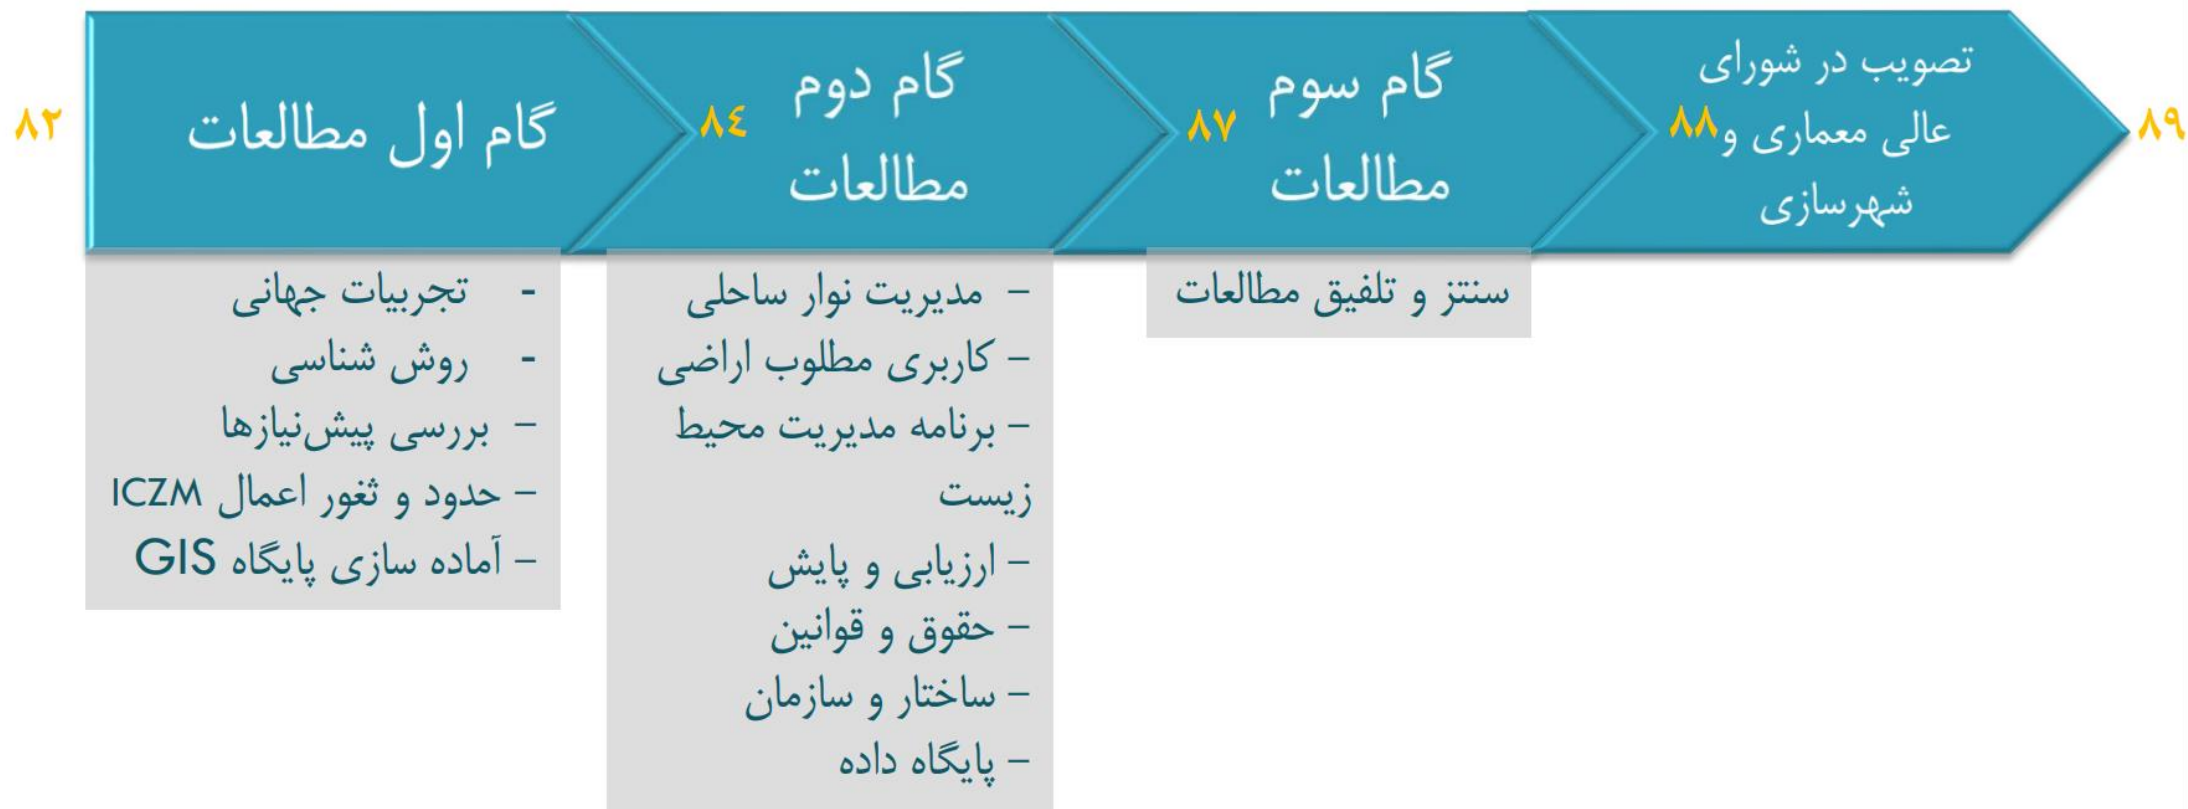 ۸۲
گام اول مطالعات
۸٤
گام دوم
مطالعات
۸۷
گام سوم
مطالعات
۸۸
تصویب در شورای
عالی معماری و
شهرسازی
۸۹
- تجربیات جهانی
- روش شناسی
– بررسی پیش‌نیازها
– حدود و ثغور اعمال ICZM
– آماده سازی پایگاه GIS
– مدیریت نوار ساحلی
– کاربری مطلوب اراضی
– برنامه مدیریت محیط
زیست
– ارزیابی و پایش
– حقوق و قوانین
– ساختار و سازمان
– پایگاه داده
سنتز و تلفیق مطالعات